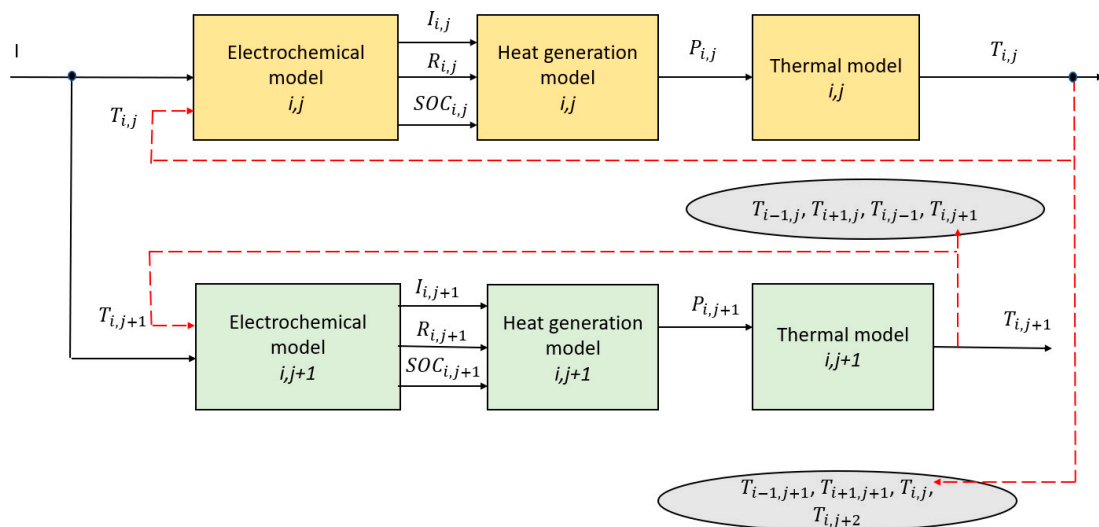 I
Electrochemical
model
i,j
I_{i,j}
R_{i,j}
SOC_{i,j}
Heat generation
model
i,j
P_{i,j}
Thermal model
i,j
T_{i,j}
T_{i,j}
T_{i-1,j}, T_{i+1,j}, T_{i,j-1}, T_{i,j+1}
T_{i,j+1}
Electrochemical
model
i,j+1
I_{i,j+1}
R_{i,j+1}
SOC_{i,j+1}
Heat generation
model
i,j+1
P_{i,j+1}
Thermal model
i,j+1
T_{i,j+1}
T_{i-1,j+1}, T_{i+1,j+1}, T_{i,j},
T_{i,j+2}